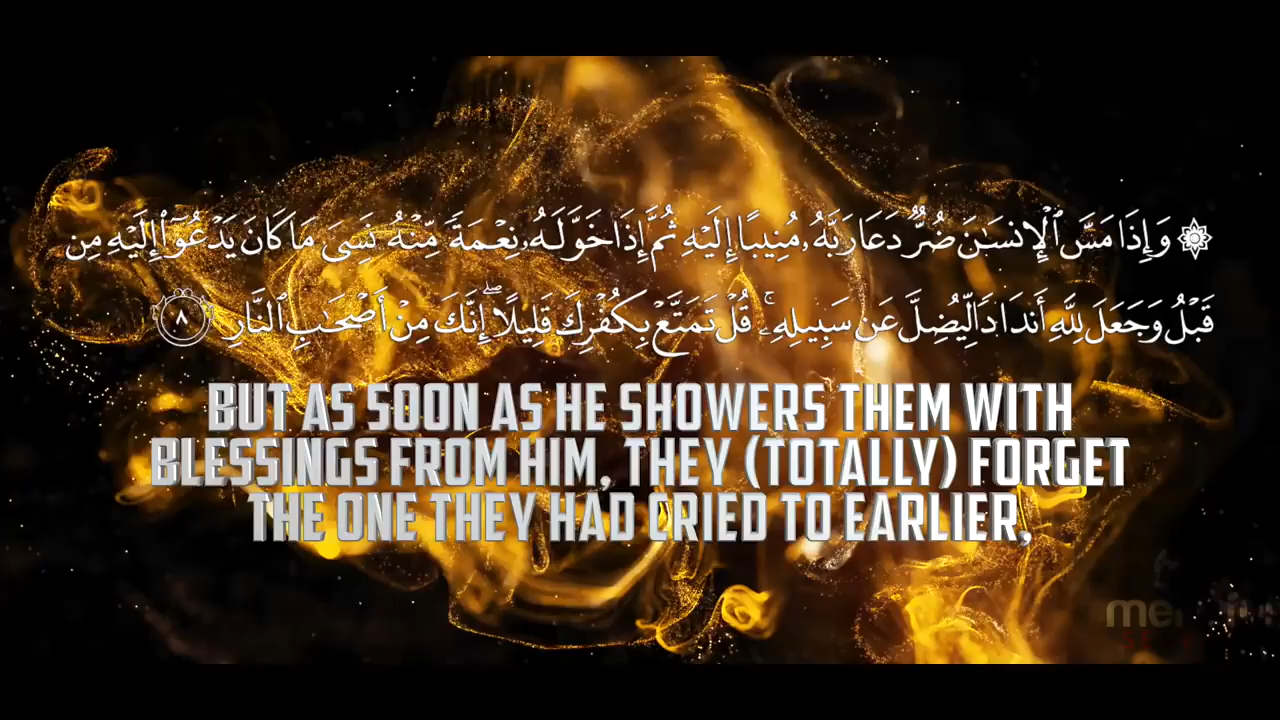 ۞ وَإِذَا مَسَّ ٱلْإِنسَـٰنَ ضُرٌّ دَعَا رَبَّهُۥ مُنِيبًا إِلَيْهِ ثُمَّ إِذَا خَوَّلَهُۥ نِعْمَةً مِّنْهُ نَسِىَ مَا كَانَ يَدْعُوٓا۟ إِلَيْهِ مِن
قَبْلُ وَجَعَلَ لِلَّهِ أَندَادًا لِّيُضِلَّ عَن سَبِيلِهِۦ ۚ قُلْ تَمَتَّعْ بِكُفْرِكَ قَلِيلًا ۖ إِنَّكَ مِنْ أَصْحَـٰبِ ٱلنَّارِ ٨
BUT AS SOON AS HE SHOWERS THEM WITH
BLESSINGS FROM HIM, THEY (TOTALLY) FORGET
THE ONE THEY HAD CRIED TO EARLIER,